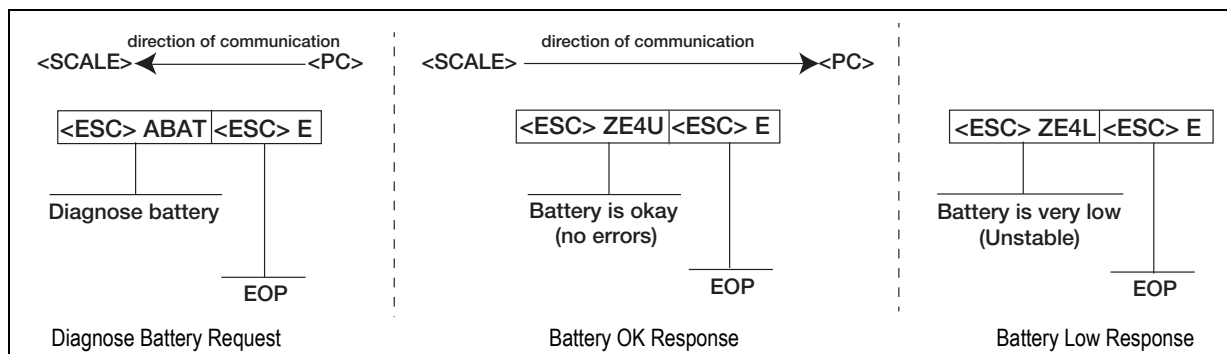 direction of communication
<SCALE> <PC>
<ESC> ABAT <ESC> E
Diagnose battery
EOP
Diagnose Battery Request
direction of communication
<SCALE> <PC>
<ESC> ZE4U <ESC> E
Battery is okay
(no errors)
EOP
Battery OK Response
<ESC> ZE4L <ESC> E
Battery is very low
(Unstable)
EOP
Battery Low Response